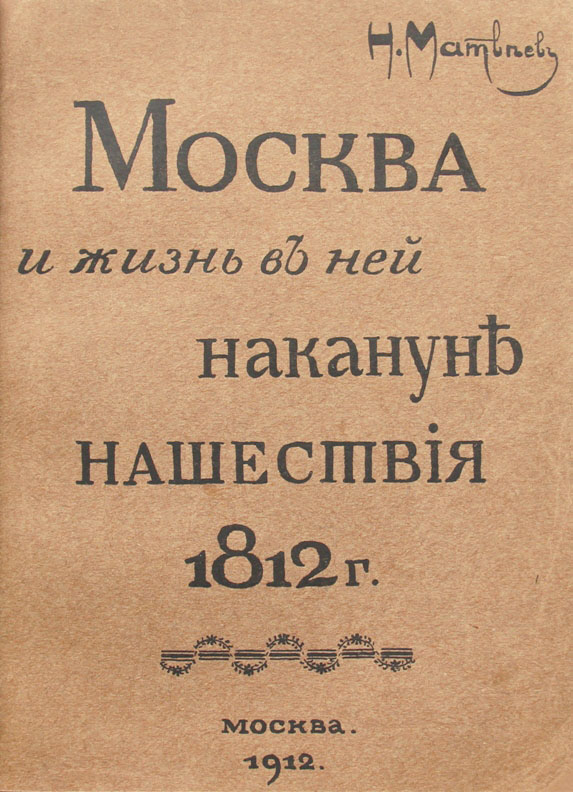 Н. Матвѣевъ
Москва
и жизнь въ ней
наканунѣ
нашествія
1812 г.
Москва.
1912.